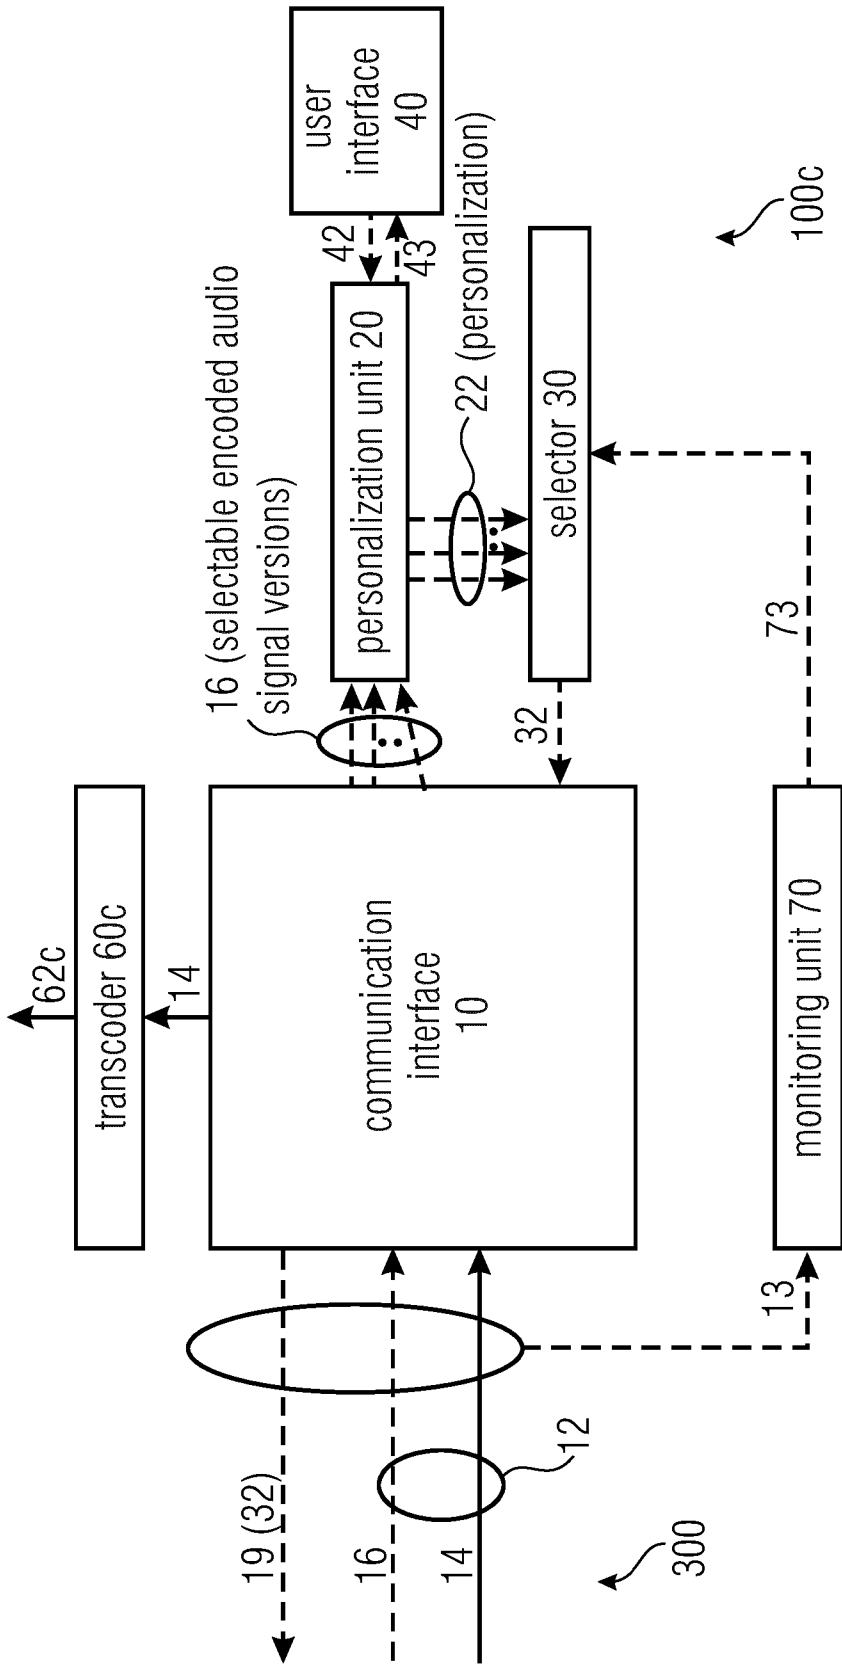 62c
transcoder 60c
14
19 (32)
16
14
12
300
13
communication
interface
10
monitoring unit 70
73
16 (selectable encoded audio
signal versions)
personalization unit 20
42
43
user
interface
40
22 (personalization)
selector 30
32
100c